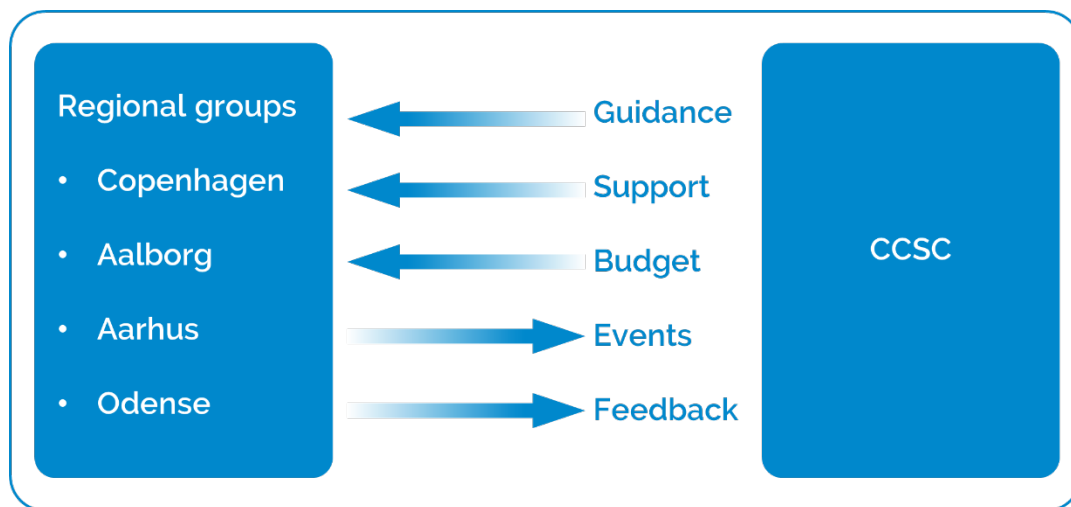 Regional groups
• Copenhagen
• Aalborg
• Aarhus
• Odense
Guidance
Support
Budget
Events
Feedback
CCSC